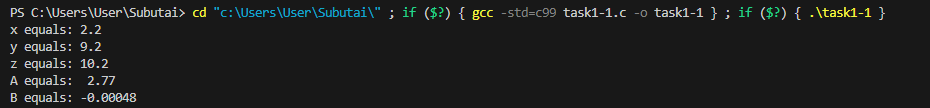 PS C:\Users\User\Subutai> cd "c:\Users\User\Subutai\" ; if ($?) { gcc -std=c99 task1-1.c -o task1-1 } ; if ($?) { .\task1-1 }
x equals: 2.2
y equals: 9.2
z equals: 10.2
A equals:  2.77
B equals: -0.00048